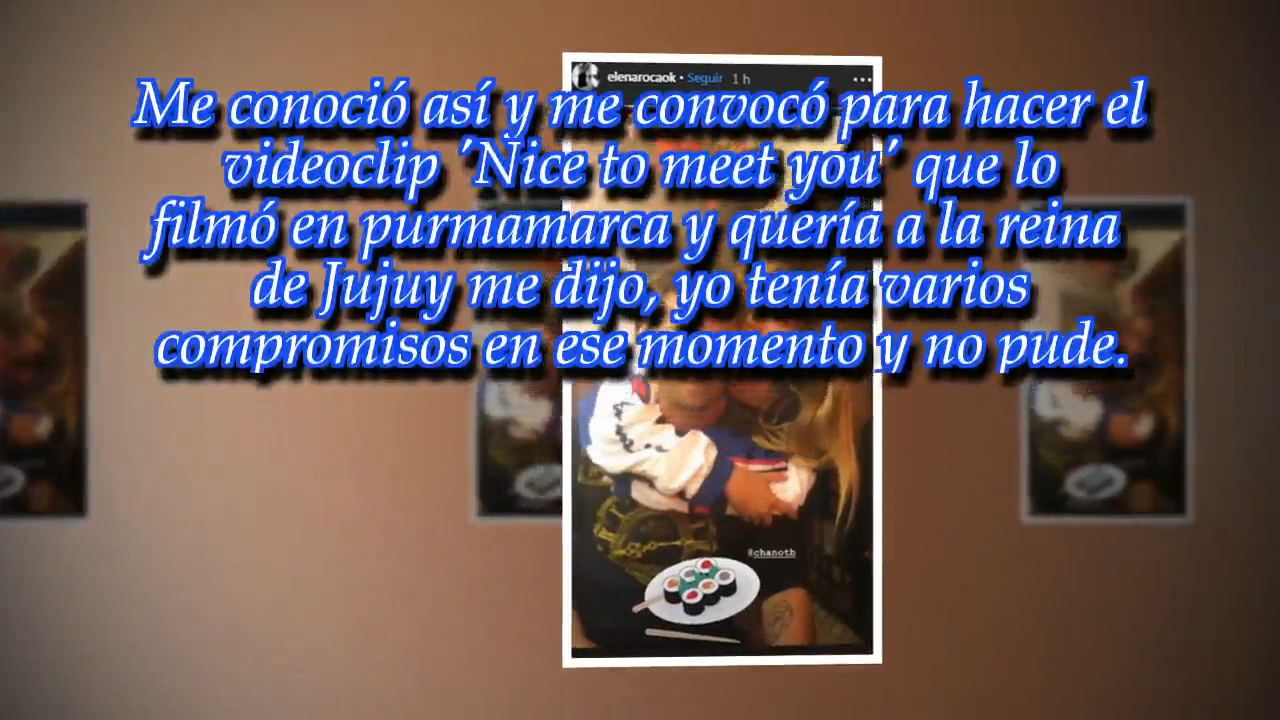 elenarocaok • Seguir 1 h
Me conoció así y me convocó para hacer el
videoclip 'Nice to meet you' que lo
filmó en purmamarca y quería a la reina
de Jujuy me dijo, yo tenía varios
compromisos en ese momento y no pude.
@chanotb